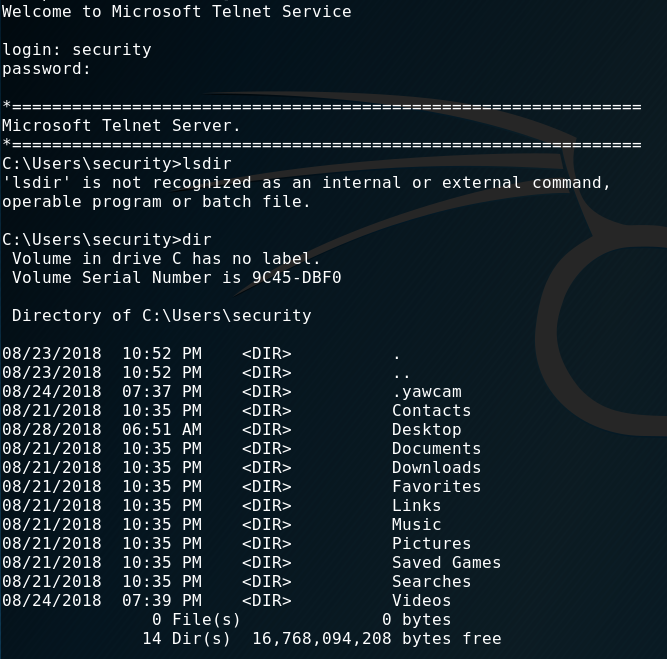 Welcome to Microsoft Telnet Service
login: security
password:
*===============================================================
Microsoft Telnet Server.
*===============================================================
C:\Users\security>lsdir
'lsdir' is not recognized as an internal or external command,
operable program or batch file.
C:\Users\security>dir
 Volume in drive C has no label.
 Volume Serial Number is 9C45-DBF0
 Directory of C:\Users\security
08/23/2018  10:52 PM    <DIR>          .
08/23/2018  10:52 PM    <DIR>          ..
08/24/2018  07:37 PM    <DIR>          .yawcam
08/21/2018  10:35 PM    <DIR>          Contacts
08/28/2018  06:51 AM    <DIR>          Desktop
08/21/2018  10:35 PM    <DIR>          Documents
08/21/2018  10:35 PM    <DIR>          Downloads
08/21/2018  10:35 PM    <DIR>          Favorites
08/21/2018  10:35 PM    <DIR>          Links
08/21/2018  10:35 PM    <DIR>          Music
08/21/2018  10:35 PM    <DIR>          Pictures
08/21/2018  10:35 PM    <DIR>          Saved Games
08/21/2018  10:35 PM    <DIR>          Searches
08/24/2018  07:39 PM    <DIR>          Videos
               0 File(s)              0 bytes
              14 Dir(s)  16,768,094,208 bytes free